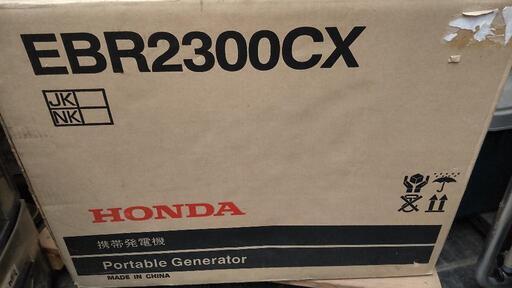 EBR2300CX
JK
NK
HONDA
携帯発電機
Portable Generator
MADE IN CHINA